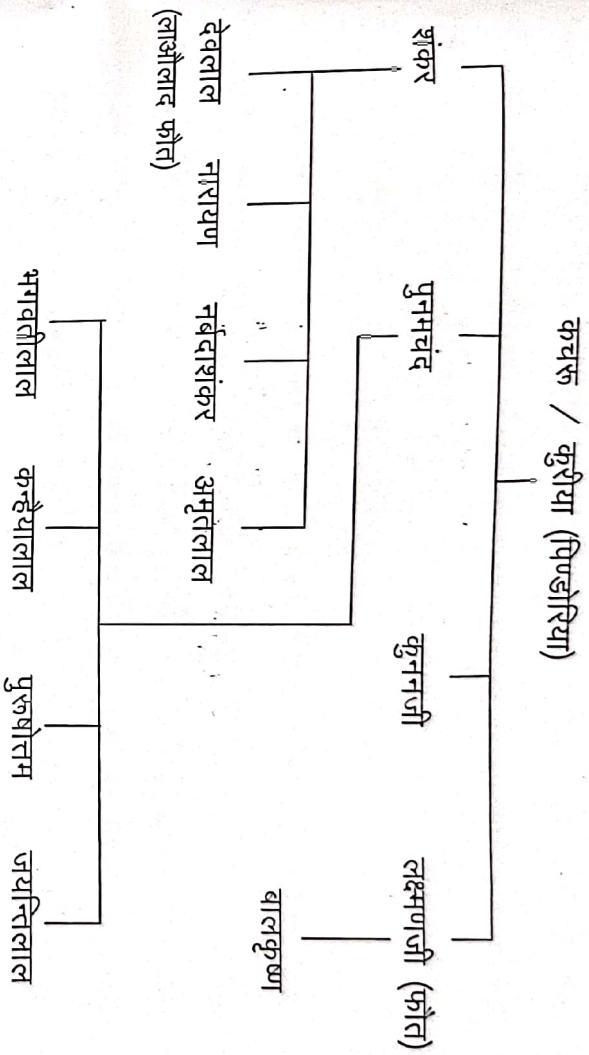 कचरू / कुरीया (पिण्डोरिया)
शंकर
पुनमचंद
कुननजी
लक्ष्मणजी (फौत)
देवलाल
(लाऔलाद फौत)
नारायण
नर्बदाशंकर
अमृतलाल
बालकृष्ण
भगवतीलाल
कन्हैयालाल
पुरूषोतम
जयन्तिलाल